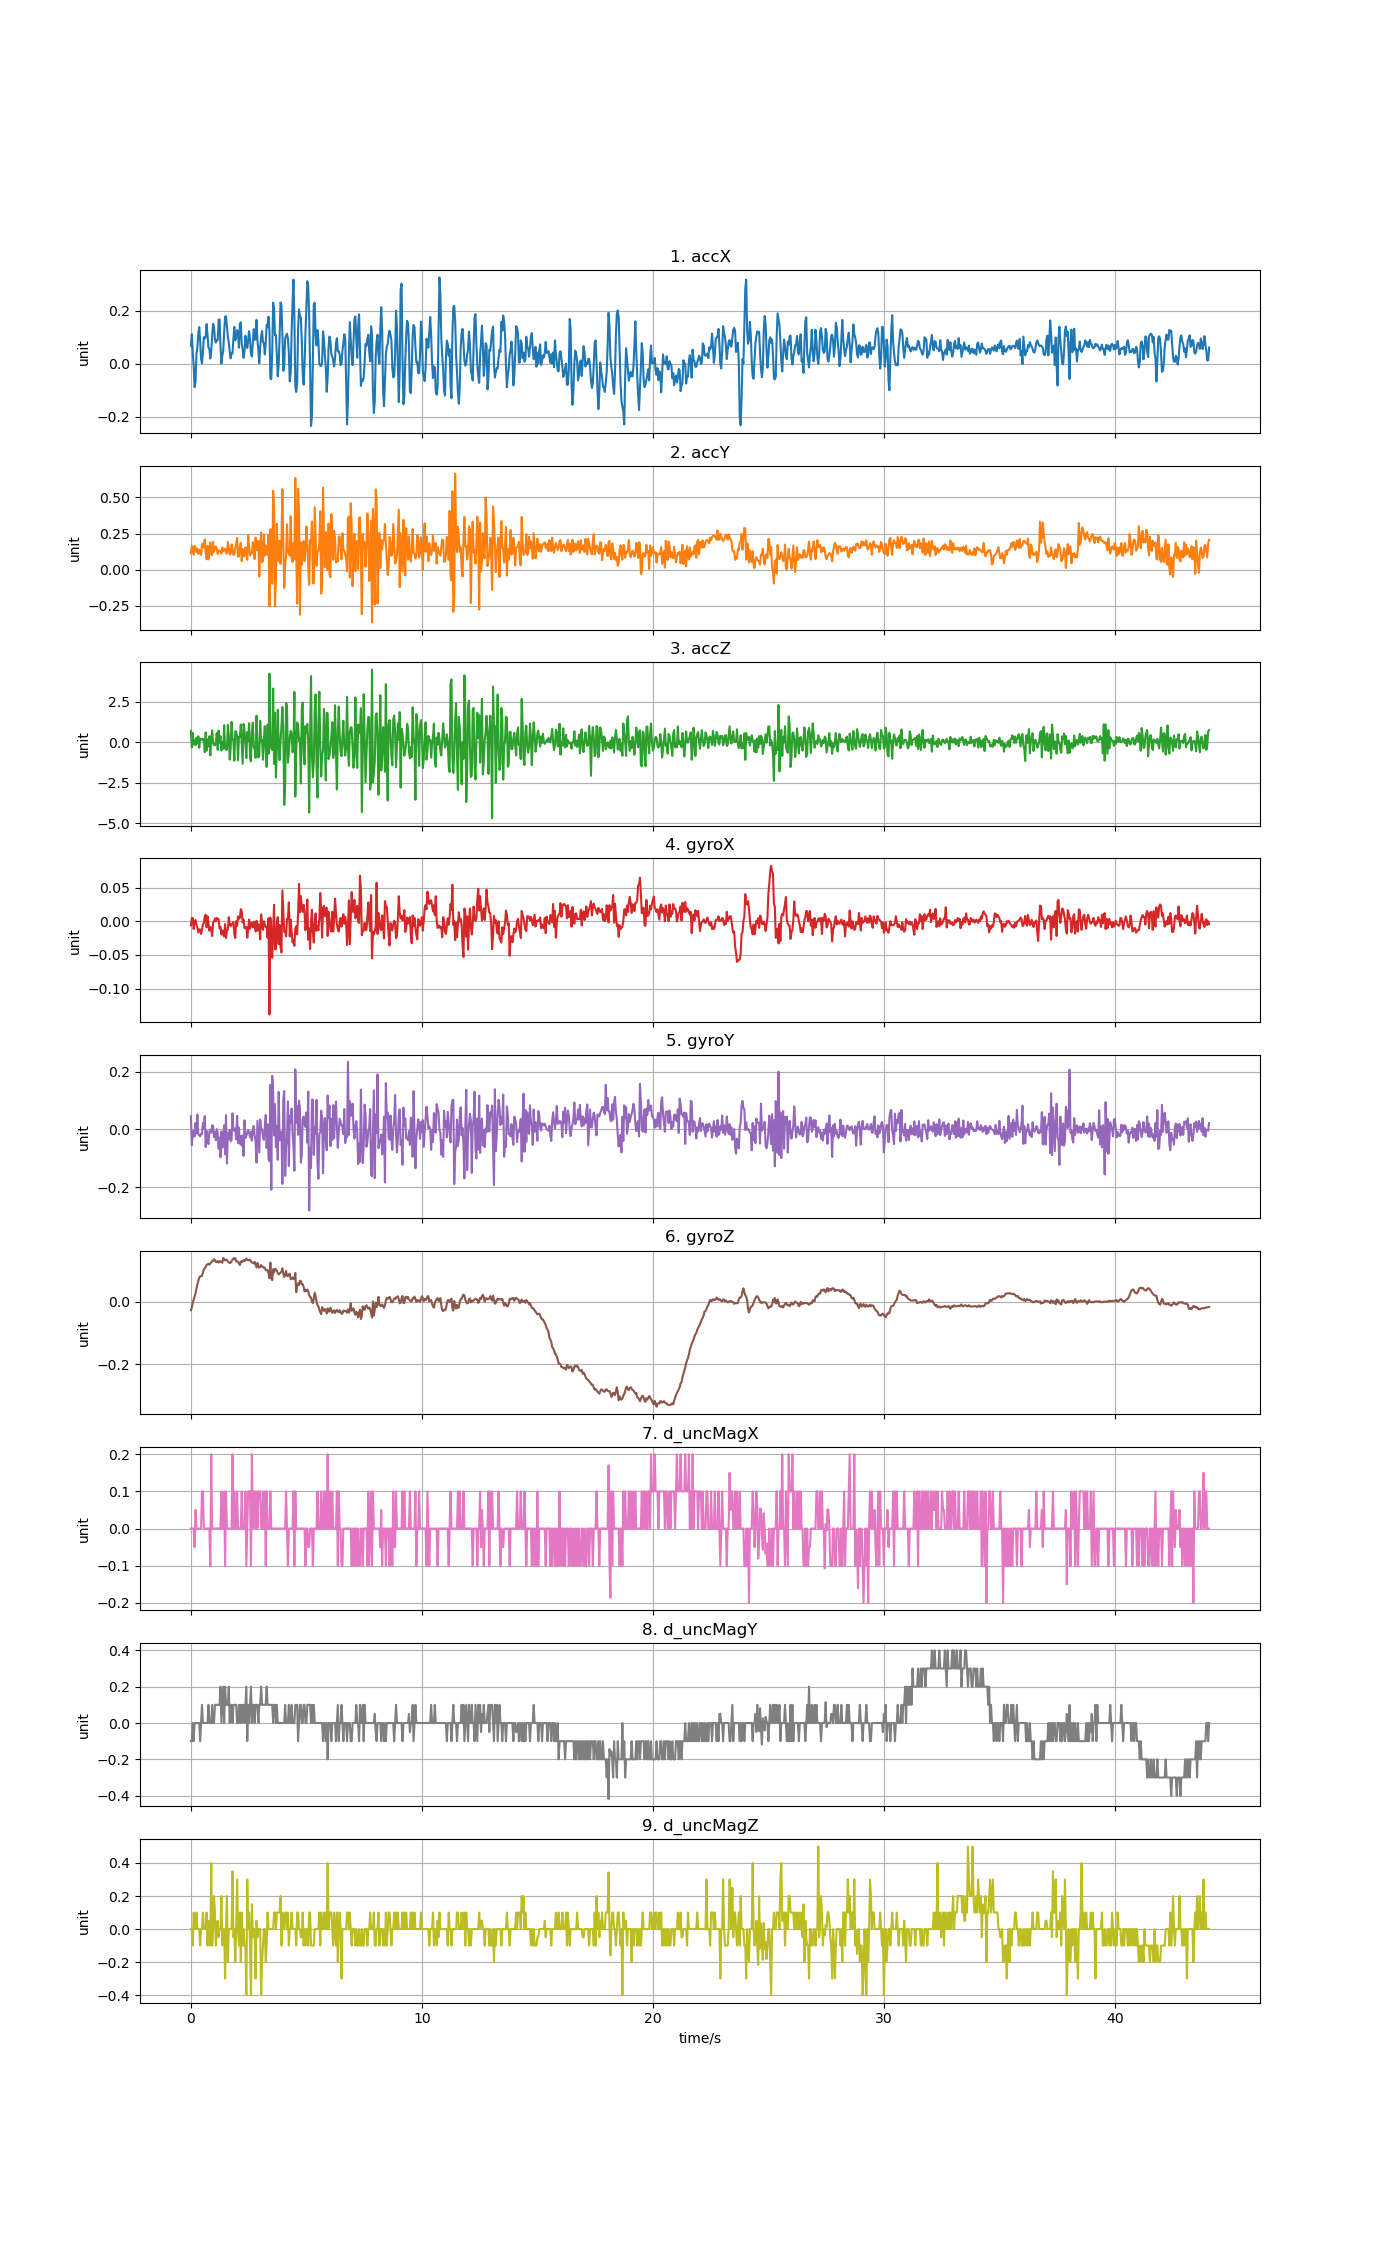 1. accX
0.2
0.0
−0.2
unit
2. accY
0.50
0.25
0.00
−0.25
unit
3. accZ
2.5
0.0
−2.5
−5.0
unit
4. gyroX
0.05
0.00
−0.05
−0.10
unit
5. gyroY
0.2
0.0
−0.2
unit
6. gyroZ
0.0
−0.2
unit
7. d_uncMagX
0.2
0.1
0.0
−0.1
−0.2
unit
8. d_uncMagY
0.4
0.2
0.0
−0.2
−0.4
unit
9. d_uncMagZ
0.4
0.2
0.0
−0.2
−0.4
unit
0 10 20 30 40
time/s